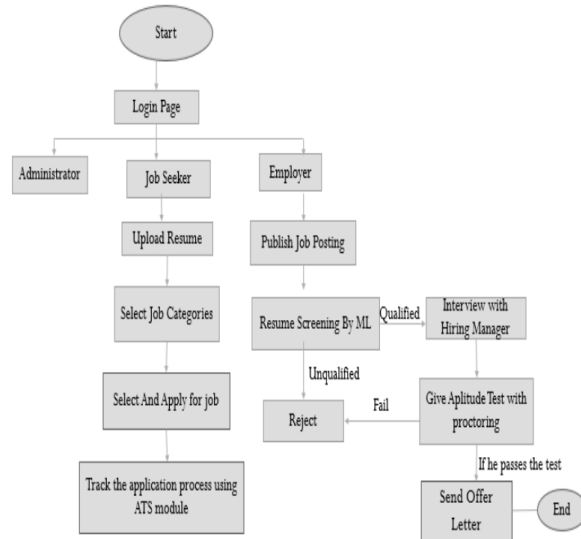 Start
Login Page
Administrator
Job Seeker
Employer
Upload Resume
Publish Job Posting
Select Job Categories
Resume Screening By ML
Qualified
Interview with
Hiring Manager
Unqualified
Select And Apply for job
Reject
Fail
Give Aplitude Test with
proctoring
If he passes the test
Track the application process using
ATS module
Send Offer
Letter
End